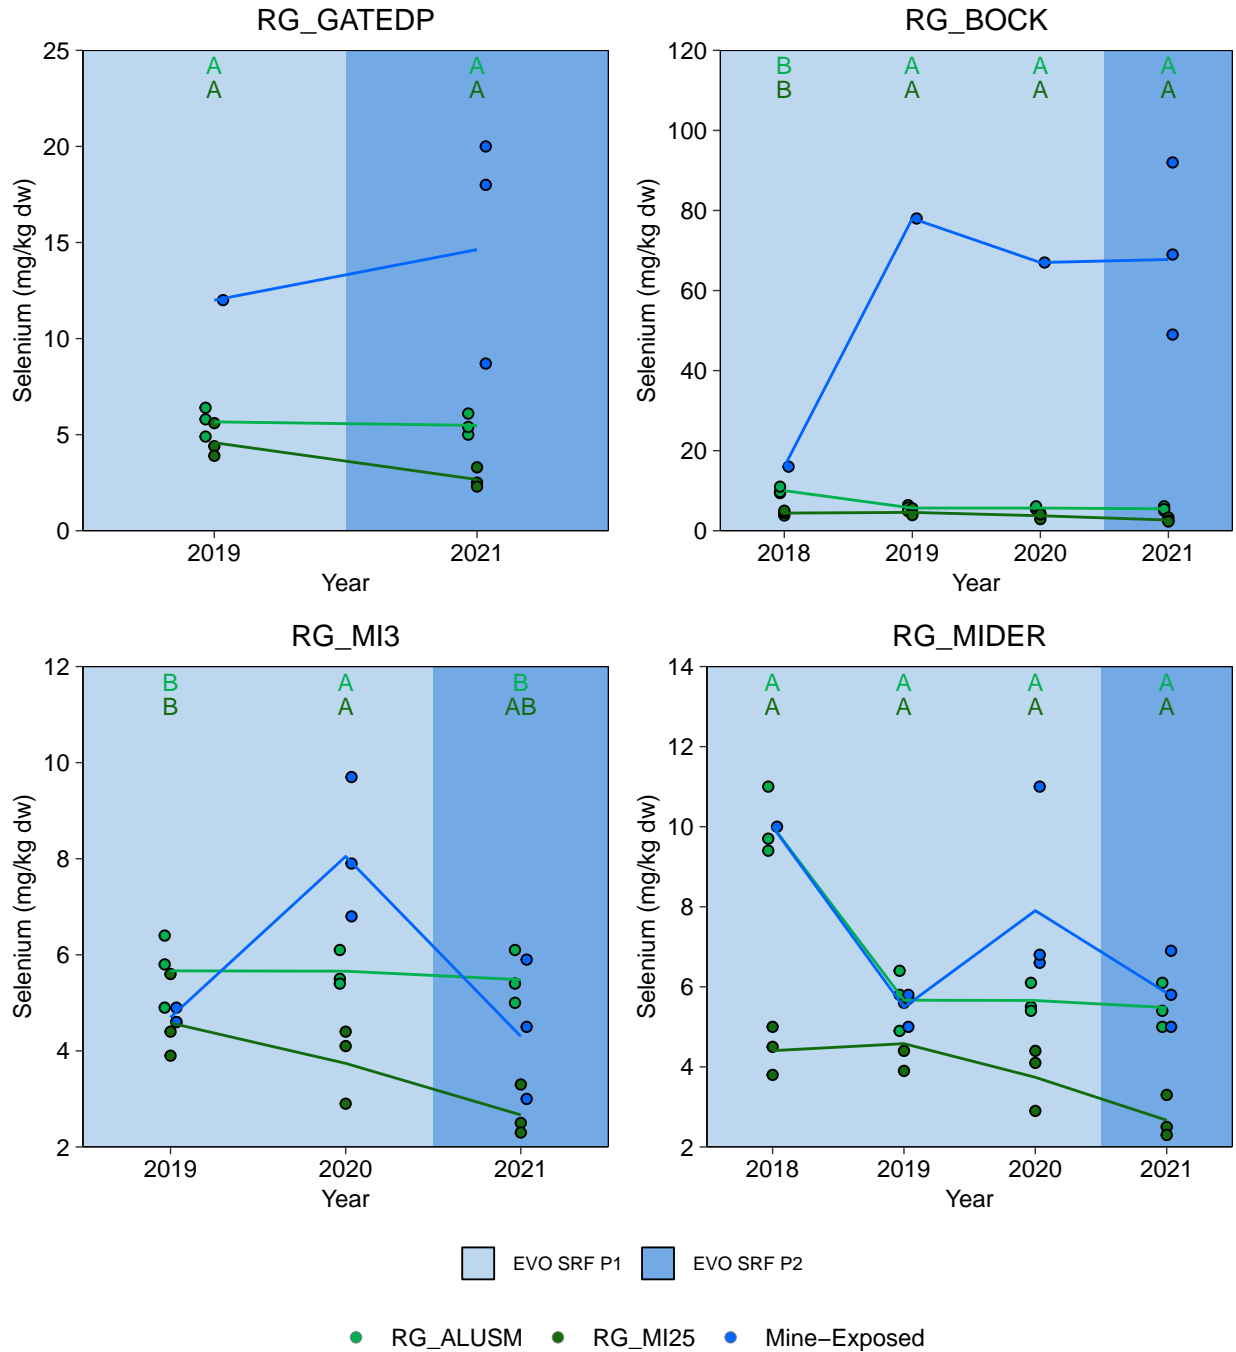 RG_GATEDP
RG_BOCK
25
20
15
10
5
0
Selenium (mg/kg dw)
A A
A A
2019 2021
Year
120
100
80
60
40
20
0
Selenium (mg/kg dw)
B A A A
B A A A
2018 2019 2020 2021
Year
RG_MI3
RG_MIDER
12
10
8
6
4
2
Selenium (mg/kg dw)
B A B
B A AB
2019 2020 2021
Year
14
12
10
8
6
4
2
Selenium (mg/kg dw)
A A A A
A A A A
2018 2019 2020 2021
Year
EVO SRF P1 EVO SRF P2
RG_ALUSM RG_MI25 Mine−Exposed